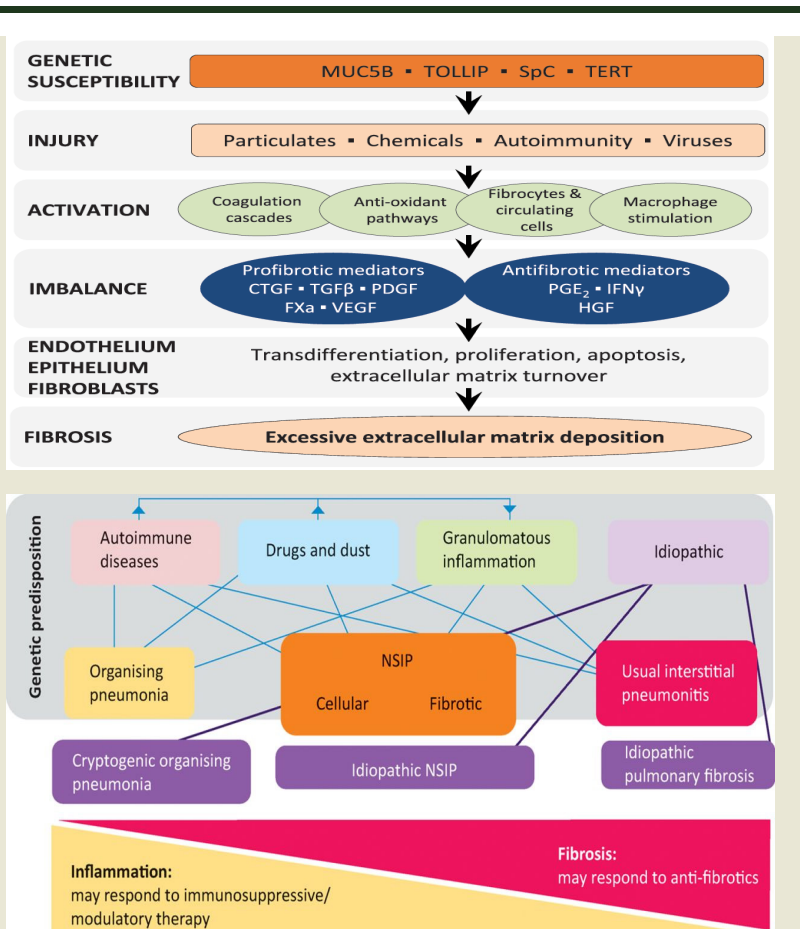 GENETIC
SUSCEPTIBILITY
MUC5B ▪ TOLLIP ▪ SpC ▪ TERT
INJURY
Particulates ▪ Chemicals ▪ Autoimmunity ▪ Viruses
ACTIVATION
Coagulation
cascades
Anti-oxidant
pathways
Fibrocytes &
circulating
cells
Macrophage
stimulation
IMBALANCE
Profibrotic mediators
CTGF ▪ TGFβ ▪ PDGF
FXa ▪ VEGF
Antifibrotic mediators
PGE₂ ▪ IFNγ
HGF
ENDOTHELIUM
EPITHELIUM
FIBROBLASTS
Transdifferentiation, proliferation, apoptosis,
extracellular matrix turnover
FIBROSIS
Excessive extracellular matrix deposition
Genetic predisposition
Autoimmune
diseases
Drugs and dust
Granulomatous
inflammation
Idiopathic
Organising
pneumonia
NSIP
Cellular
Fibrotic
Usual interstitial
pneumonitis
Cryptogenic organising
pneumonia
Idiopathic NSIP
Idiopathic
pulmonary fibrosis
Fibrosis:
may respond to anti-fibrotics
Inflammation:
may respond to immunosuppressive/
modulatory therapy